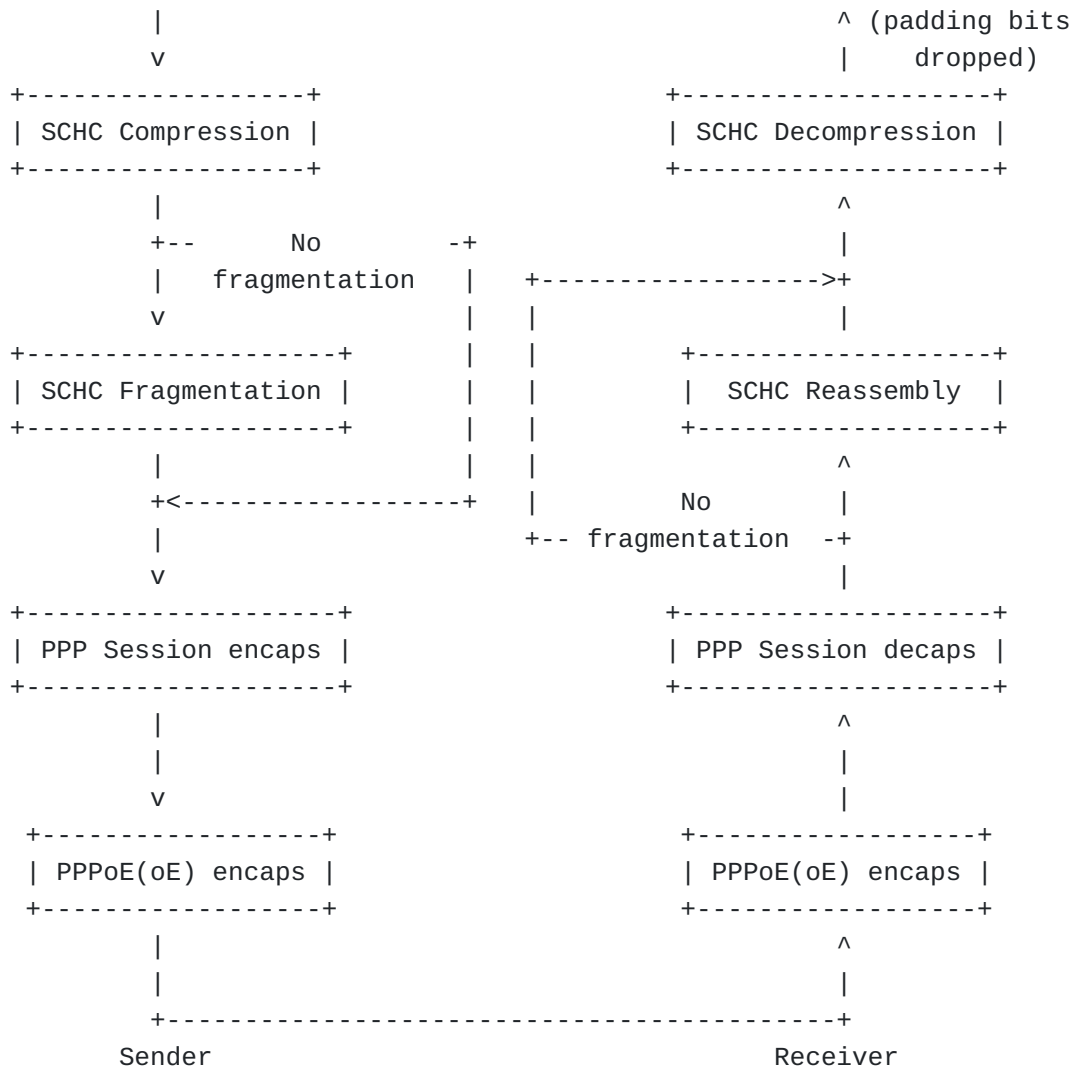 |                                           ^ (padding bits
         v                                           |    dropped)
+------------------+                      +-------------------+
| SCHC Compression |                      | SCHC Decompression |
+------------------+                      +-------------------+
         |                                           ^
         +--      No        -+                       |
         |   fragmentation   |   +------------------>+
         v                   |   |                   |
+--------------------+       |   |         +-------------------+
| SCHC Fragmentation |       |   |         |  SCHC Reassembly  |
+--------------------+       |   |         +-------------------+
         |                   |   |                   ^
         +<------------------+   |         No        |
         |                       +-- fragmentation  -+
         v                                           |
+--------------------+                    +--------------------+
| PPP Session encaps |                    | PPP Session decaps |
+--------------------+                    +--------------------+
         |                                           ^
         |                                           |
         v                                           |
 +------------------+                      +------------------+
 | PPPoE(oE) encaps |                      | PPPoE(oE) encaps |
 +------------------+                      +------------------+
         |                                           ^
         |                                           |
         +-------------------------------------------+
       Sender                                    Receiver